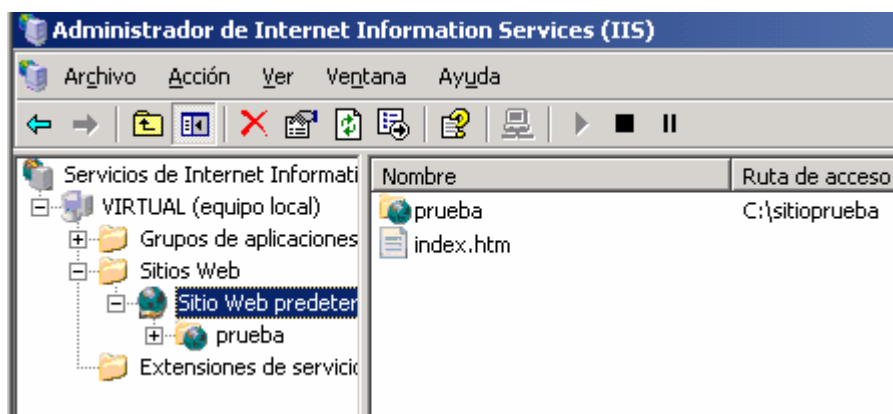 Administrador de Internet Information Services (IIS)
Archivo Acción Ver Ventana Ayuda
Servicios de Internet Informati
VIRTUAL (equipo local)
Grupos de aplicaciones
Sitios Web
Sitio Web predeter
prueba
Extensiones de servici
Nombre Ruta de acceso
prueba C:\sitioprueba
index.htm